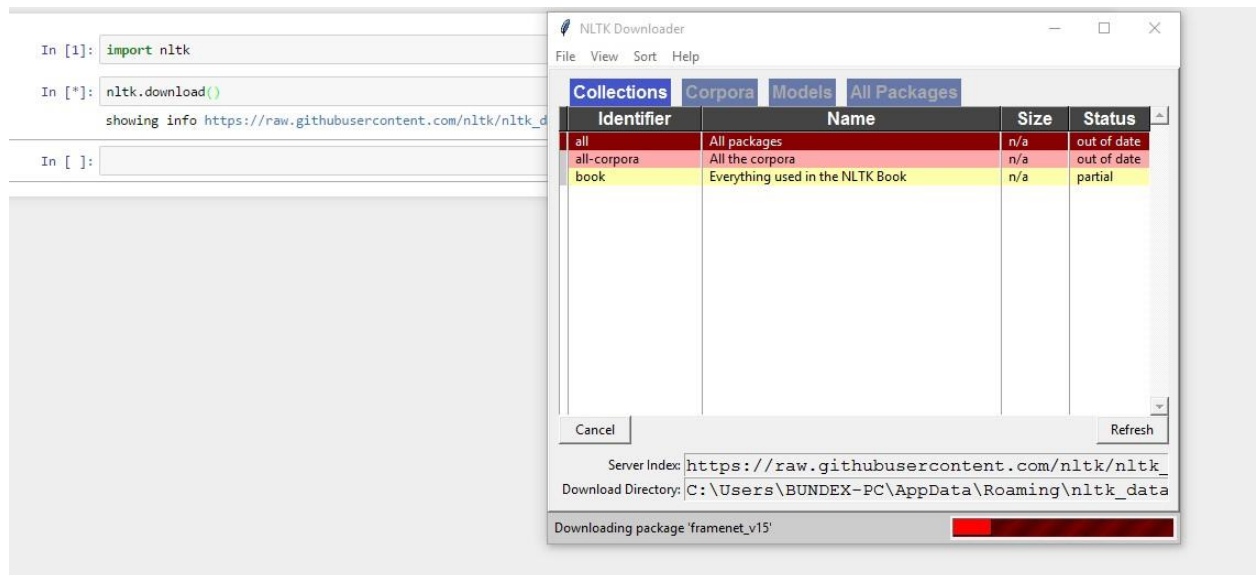 In [1]: import nltk
In [*]: nltk.download()
showing info https://raw.githubusercontent.com/nltk/nltk_d
In [ ]:
NLTK Downloader
File View Sort Help
Collections Corpora Models All Packages
Identifier Name Size Status
all All packages n/a out of date
all-corpora All the corpora n/a out of date
book Everything used in the NLTK Book n/a partial
Cancel Refresh
Server Index: https://raw.githubusercontent.com/nltk/nltk_
Download Directory: C:\Users\BUNDEX-PC\AppData\Roaming\nltk_data
Downloading package 'framenet_v15'